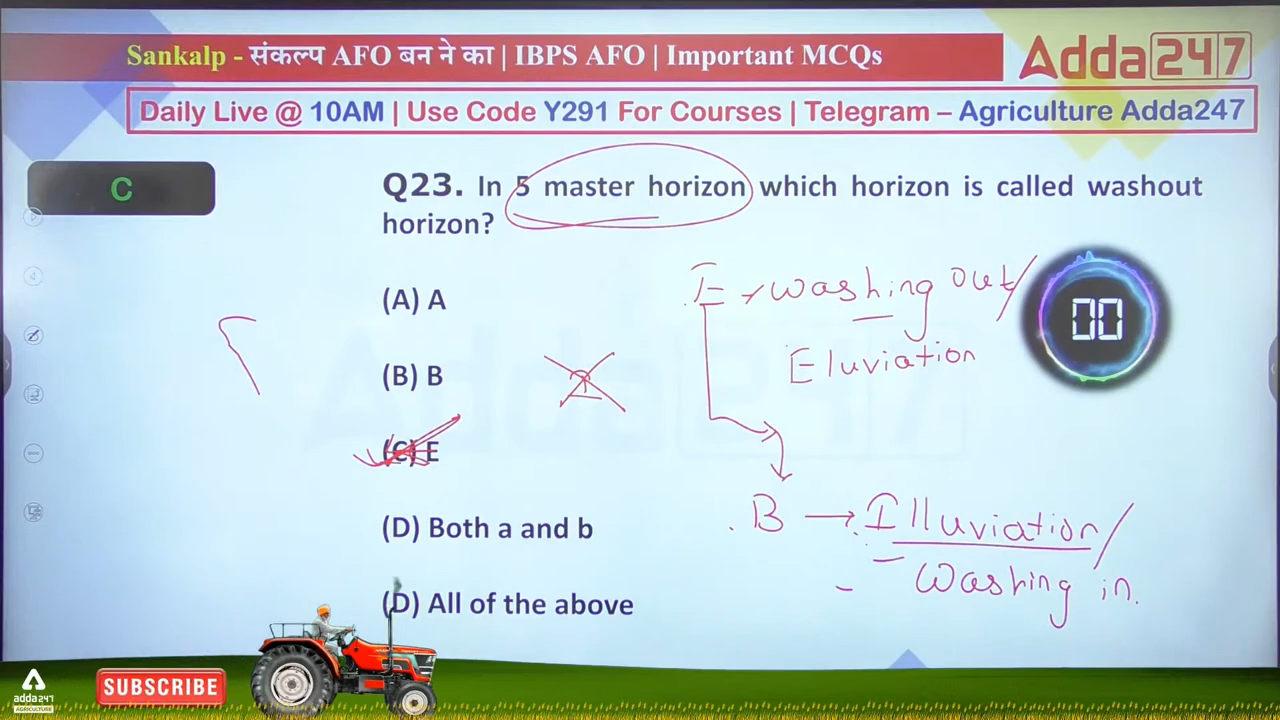 Sankalp - संकल्प AFO बन ने का | IBPS AFO | Important MCQs
Adda247
Daily Live @ 10AM | Use Code Y291 For Courses | Telegram – Agriculture Adda247
C
Q23. In 5 master horizon which horizon is called washout
horizon?
E → washing out/
Eluviation
00
(A) A
(B) B
(C) E
B → Illuviation/
Washing in.
(D) Both a and b
(D) All of the above
adda247
AGRICULTURE
SUBSCRIBE